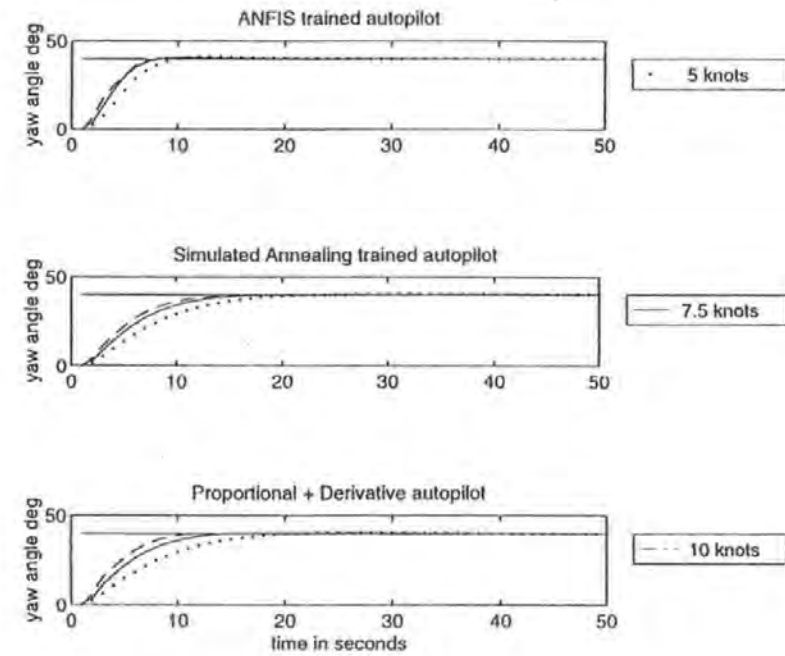 ANFIS trained autopilot
yaw angle deg
50
0
0 10 20 30 40 50
5 knots
Simulated Annealing trained autopilot
yaw angle deg
50
0
0 10 20 30 40 50
7.5 knots
Proportional + Derivative autopilot
yaw angle deg
50
0
0 10 20 30 40 50
time in seconds
10 knots